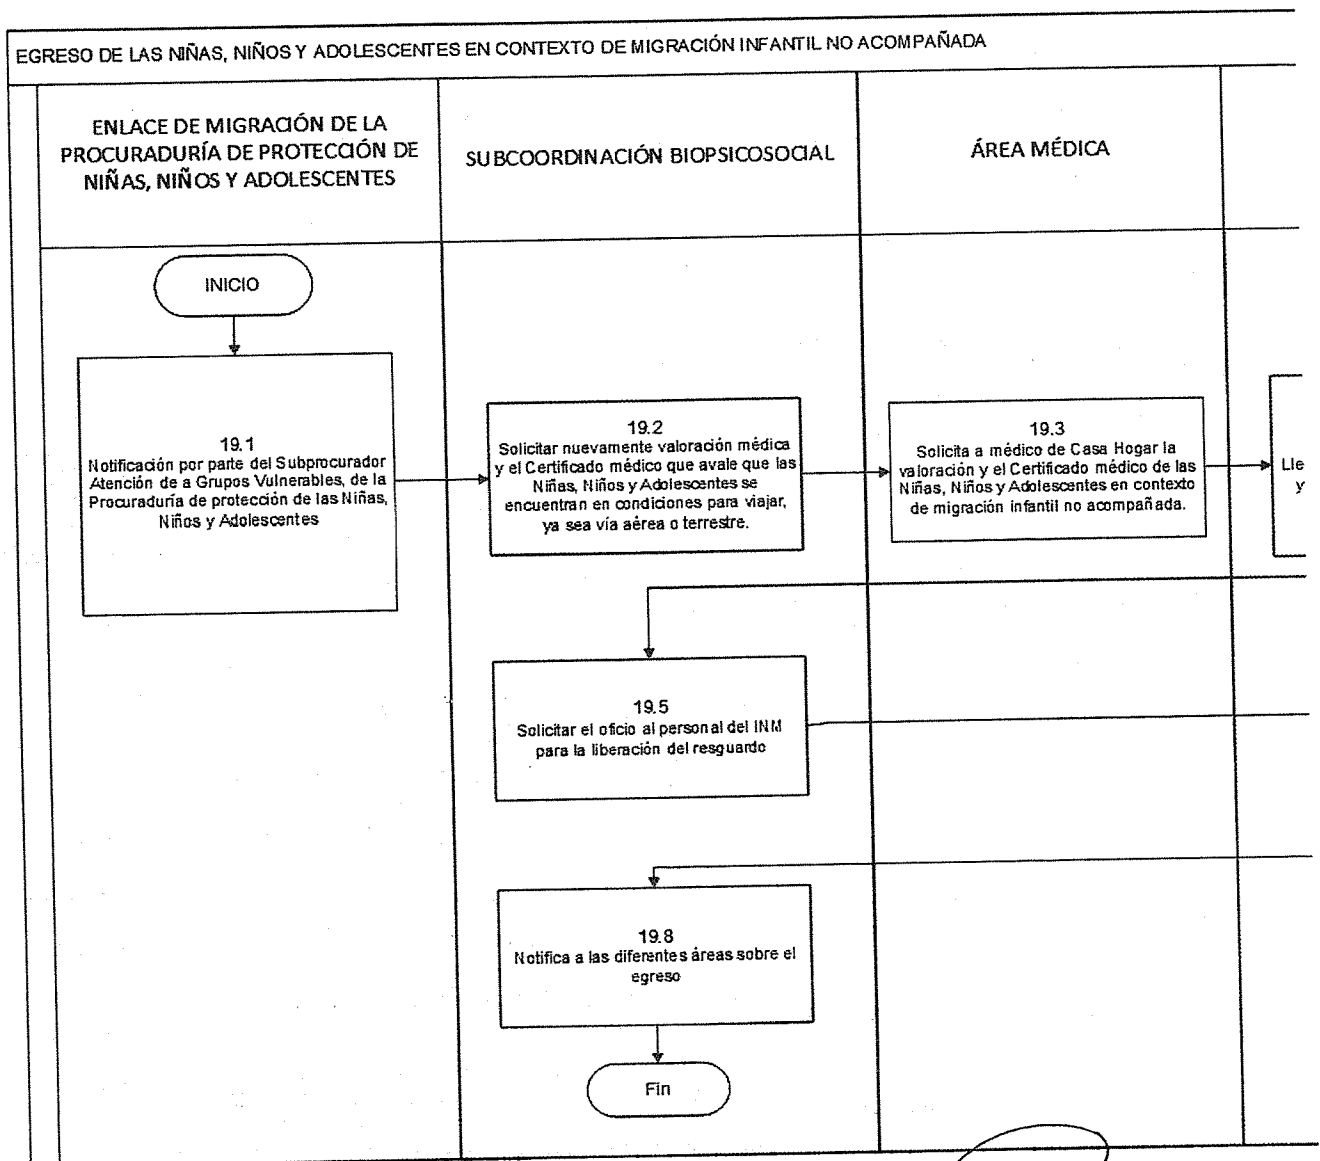 EGRESO DE LAS NIÑAS, NIÑOS Y ADOLESCENTES EN CONTEXTO DE MIGRACIÓN INFANTIL NO ACOMPAÑADA
ENLACE DE MIGRACIÓN DE LA
PROCURADURÍA DE PROTECCIÓN DE
NIÑAS, NIÑOS Y ADOLESCENTES
SUBCOORDINACIÓN BIOPSICOSOCIAL
ÁREA MÉDICA
INICIO
19.1
Notificación por parte del Subprocurador
Atención de a Grupos Vulnerables, de la
Procuraduría de protección de las Niñas,
Niños y Adolescentes
19.2
Solicitar nuevamente valoración médica
y el Certificado médico que avale que las
Niñas, Niños y Adolescentes se
encuentran en condiciones para viajar,
ya sea vía aérea o terrestre.
19.3
Solicita a médico de Casa Hogar la
valoración y el Certificado médico de las
Niñas, Niños y Adolescentes en contexto
de migración infantil no acompañada.
Lle
y
19.5
Solicitar el oficio al personal del INM
para la liberación del resguardo
19.8
Notifica a las diferentes áreas sobre el
egreso
Fin